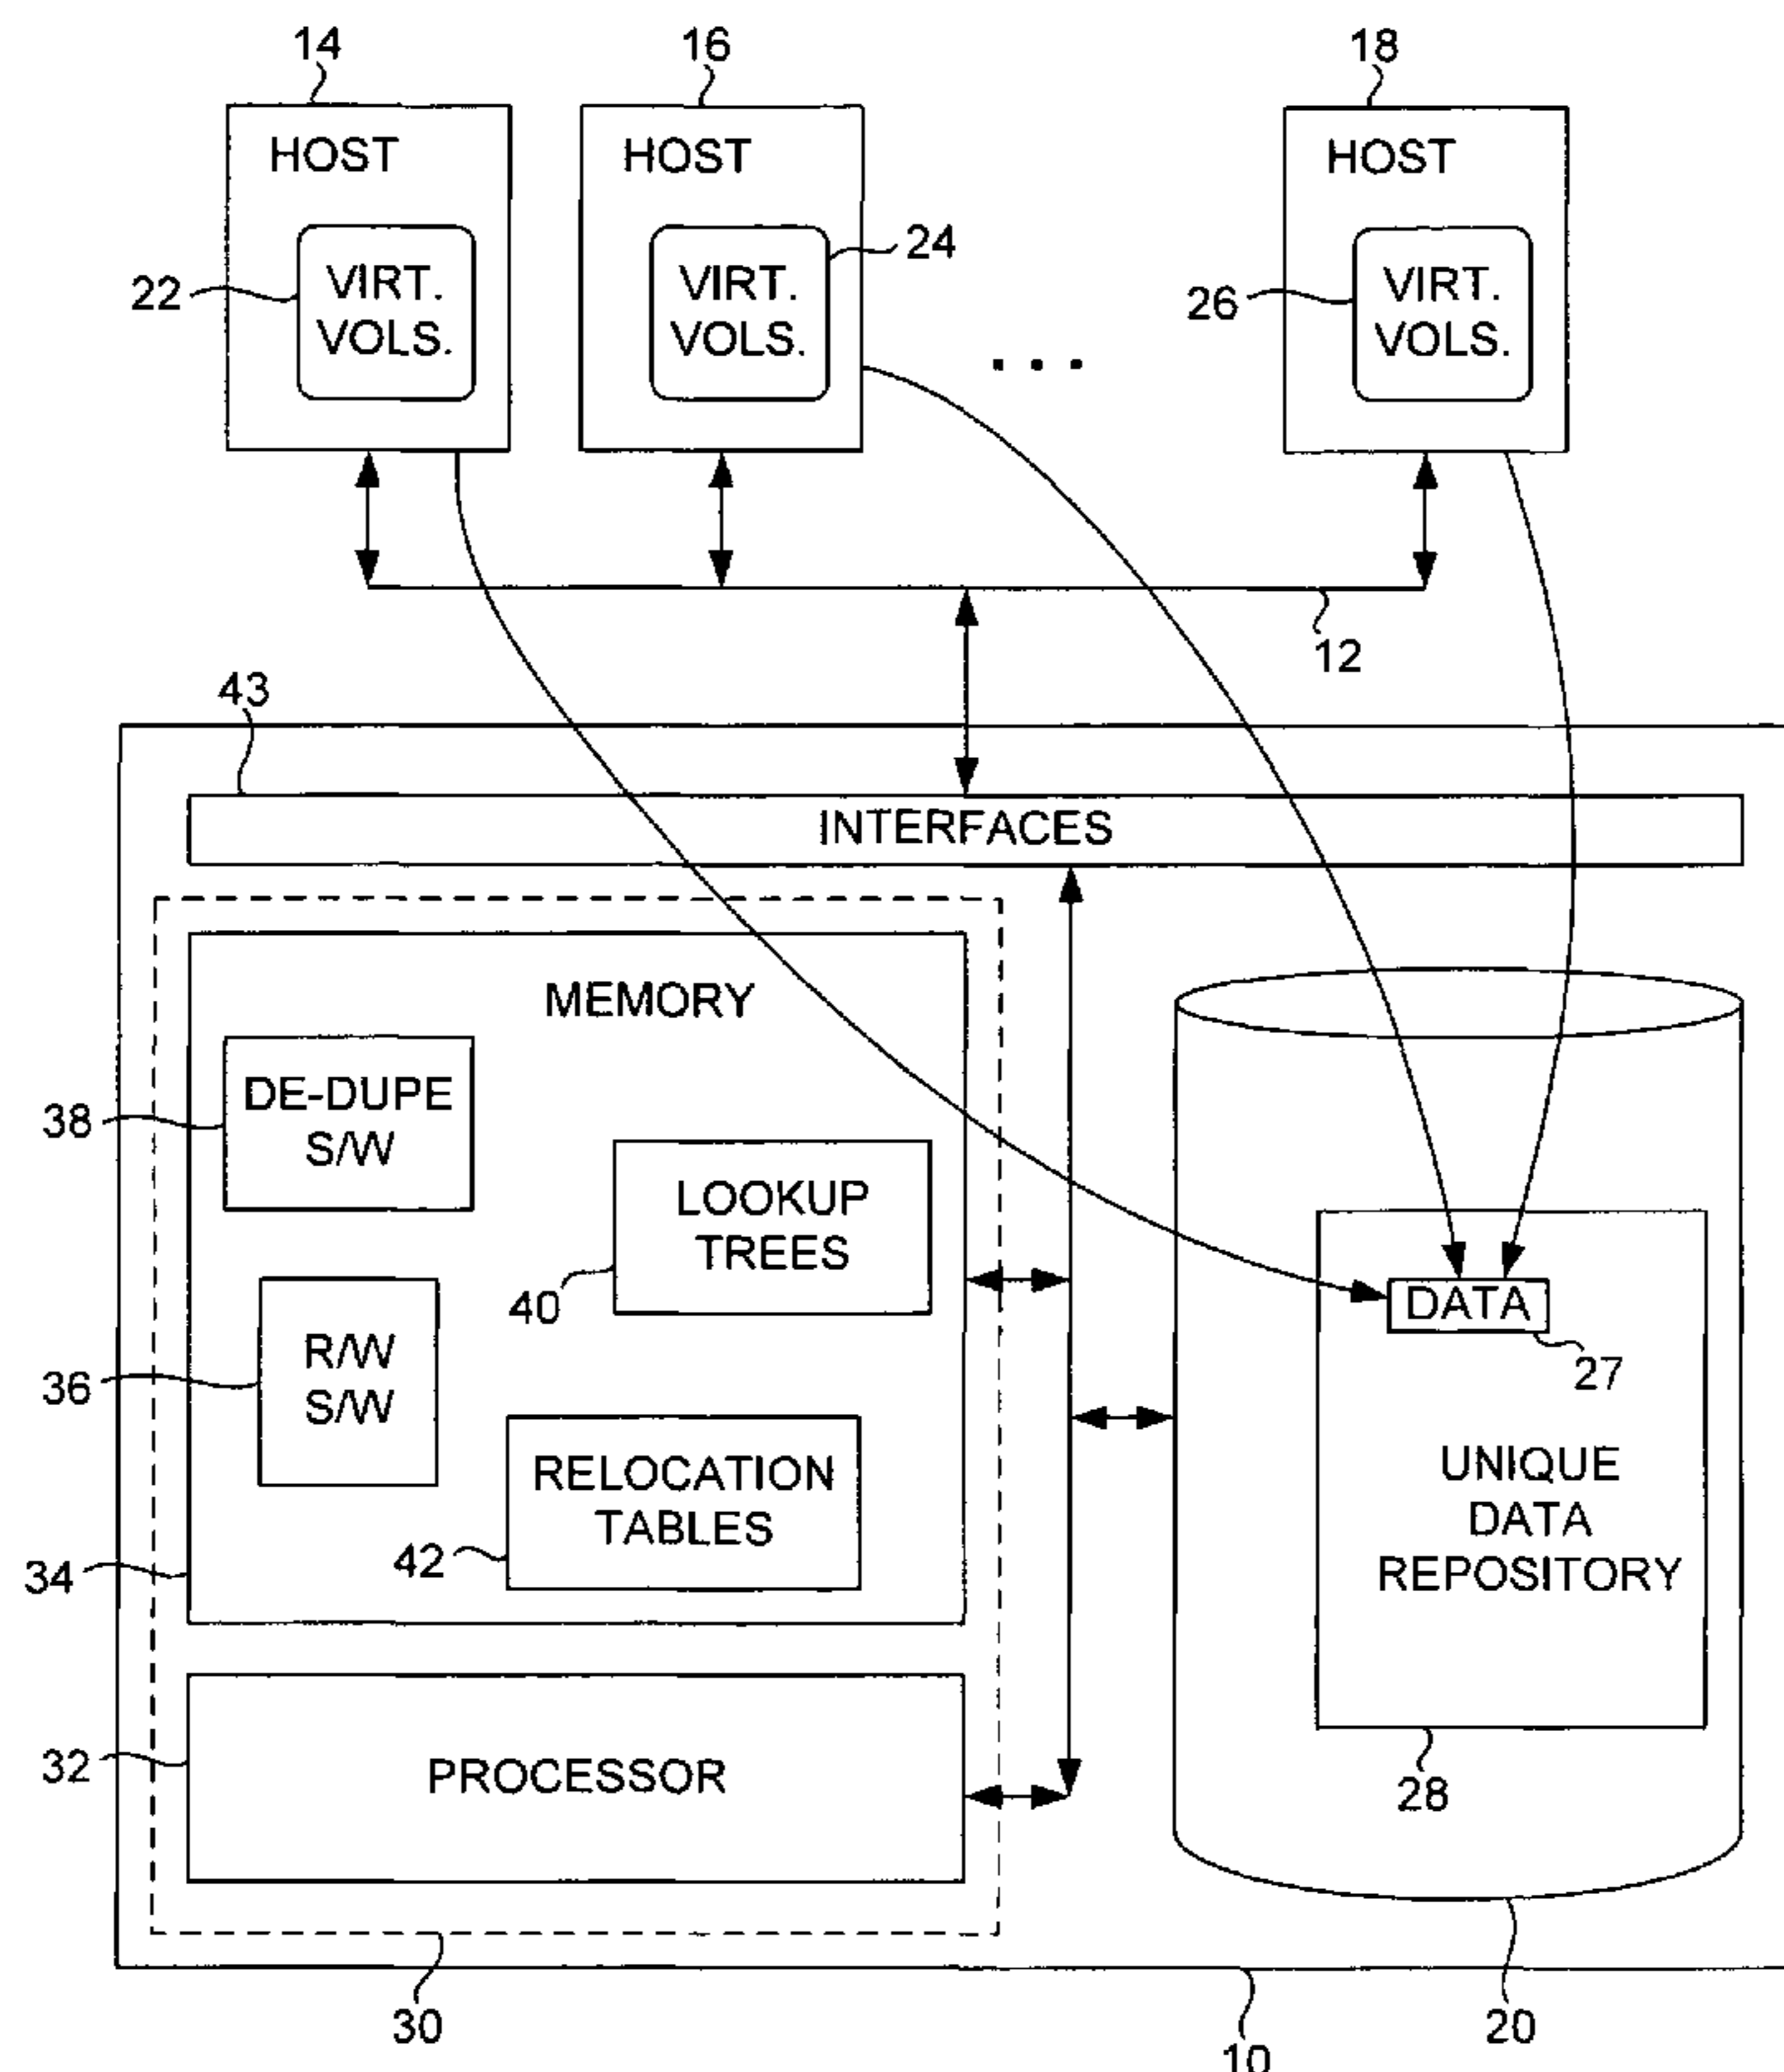 14
16
18
HOST
HOST
HOST
22
VIRT.
VOLS.
VIRT.
VOLS.
24
26
VIRT.
VOLS.
...
12
43
INTERFACES
MEMORY
38
DE-DUPE
S/W
LOOKUP
TREES
40
36
R/W
S/W
DATA
27
RELOCATION
TABLES
42
34
UNIQUE
DATA
REPOSITORY
32
PROCESSOR
28
30
10
20